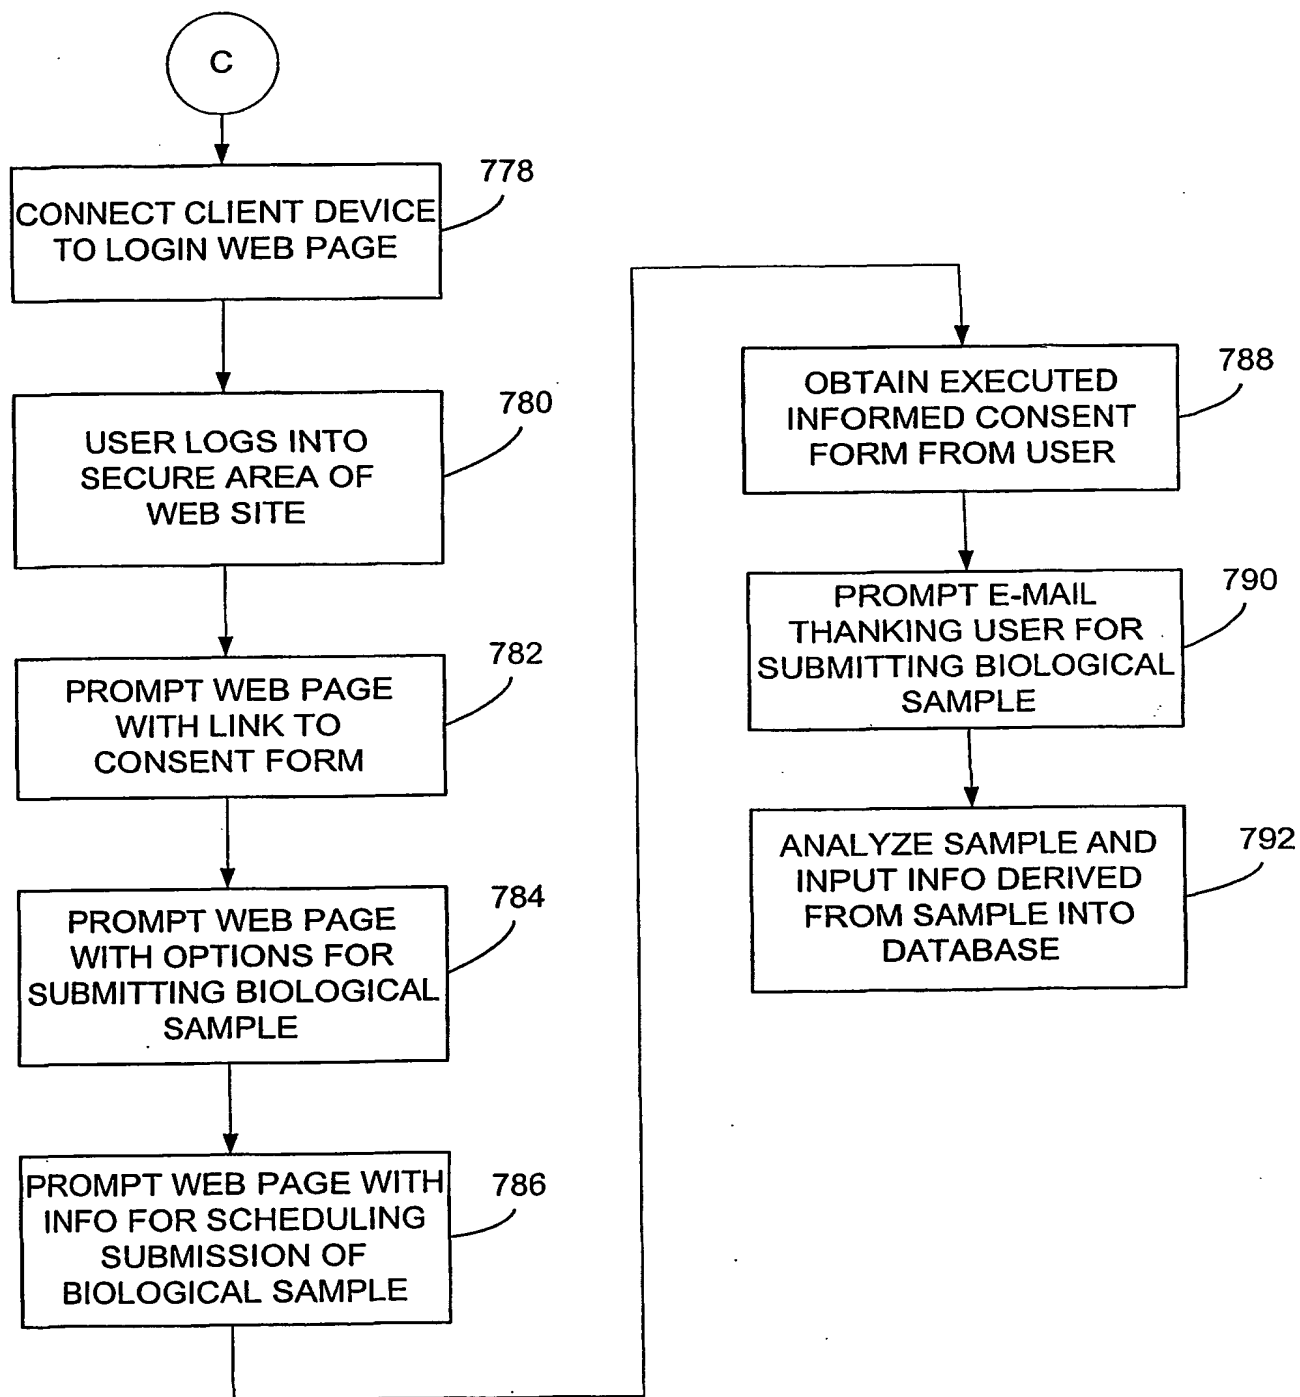 C
778
CONNECT CLIENT DEVICE
TO LOGIN WEB PAGE
780
USER LOGS INTO
SECURE AREA OF
WEB SITE
782
PROMPT WEB PAGE
WITH LINK TO
CONSENT FORM
784
PROMPT WEB PAGE
WITH OPTIONS FOR
SUBMITTING BIOLOGICAL
SAMPLE
786
PROMPT WEB PAGE WITH
INFO FOR SCHEDULING
SUBMISSION OF
BIOLOGICAL SAMPLE
788
OBTAIN EXECUTED
INFORMED CONSENT
FORM FROM USER
790
PROMPT E-MAIL
THANKING USER FOR
SUBMITTING BIOLOGICAL
SAMPLE
792
ANALYZE SAMPLE AND
INPUT INFO DERIVED
FROM SAMPLE INTO
DATABASE